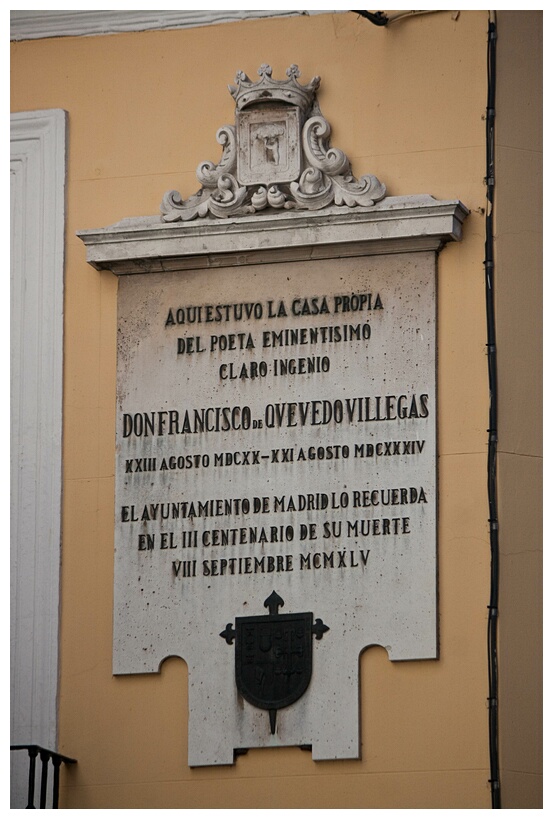 AQUI ESTUVO LA CASA PROPIA
DEL POETA EMINENTISIMO
CLARO INGENIO
DON FRANCISCO DE QVEVEDO VILLEGAS
XXIII AGOSTO MDCXX–XXI AGOSTO MDCXXXIV
EL AYUNTAMIENTO DE MADRID LO RECUERDA
EN EL III CENTENARIO DE SU MUERTE
VIII SEPTIEMBRE MCMXLV